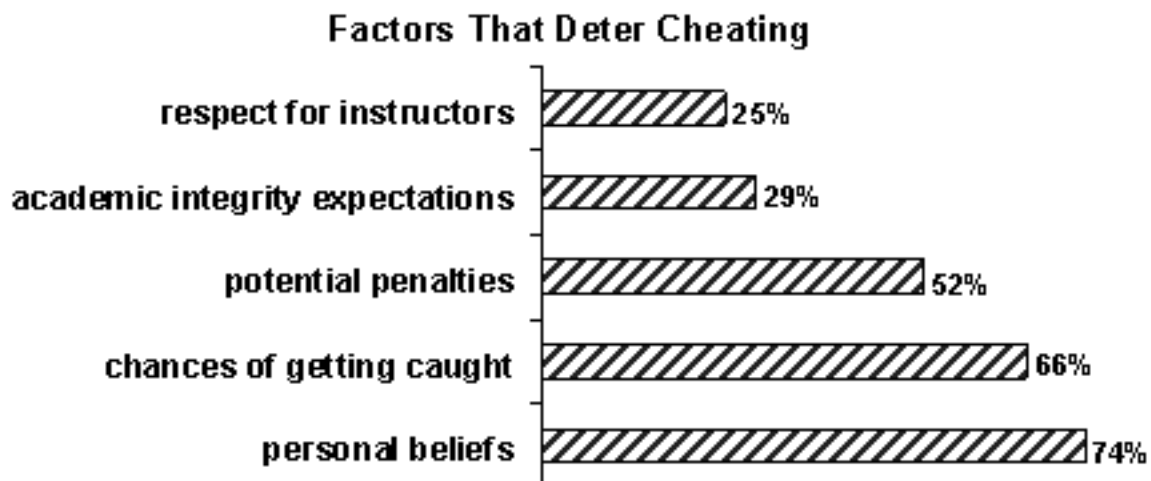 Factors That Deter Cheating
respect for instructors 25%
academic integrity expectations 29%
potential penalties 52%
chances of getting caught 66%
personal beliefs 74%